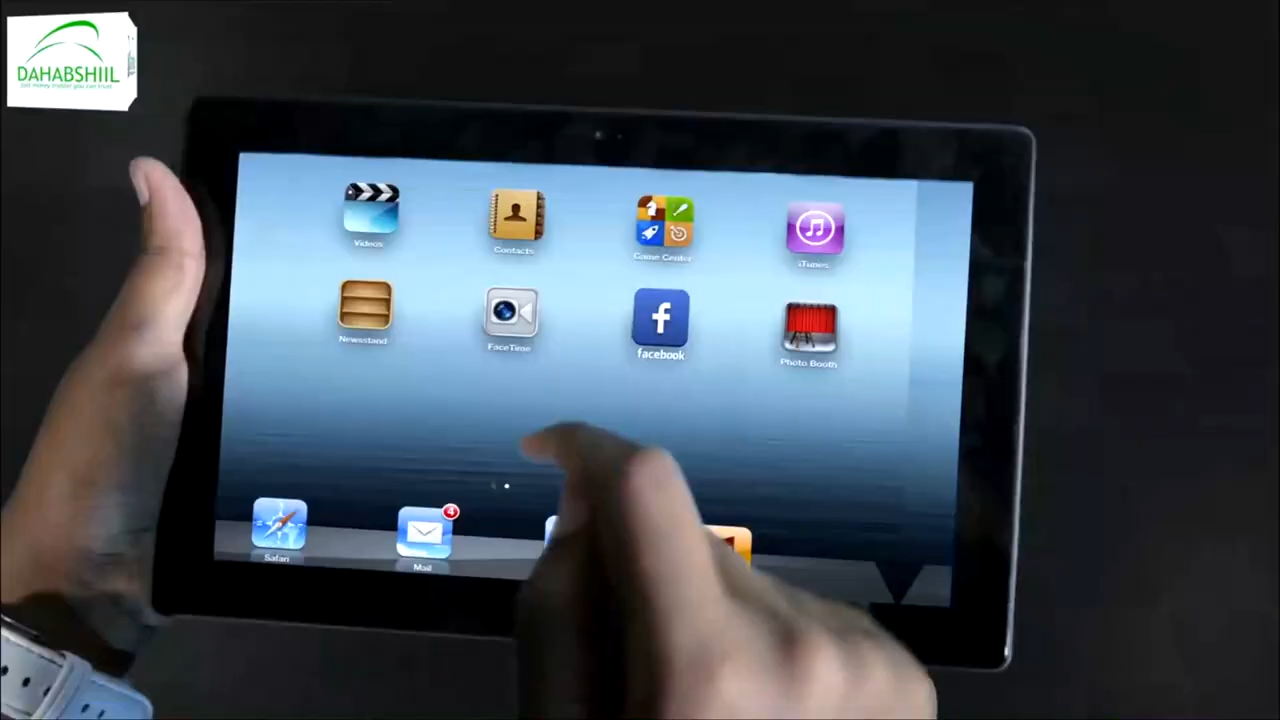 DAHABSHIIL
Videos
Contacts
Game Center
iTunes
Newsstand
FaceTime
facebook
Photo Booth
4
Safari
Mail